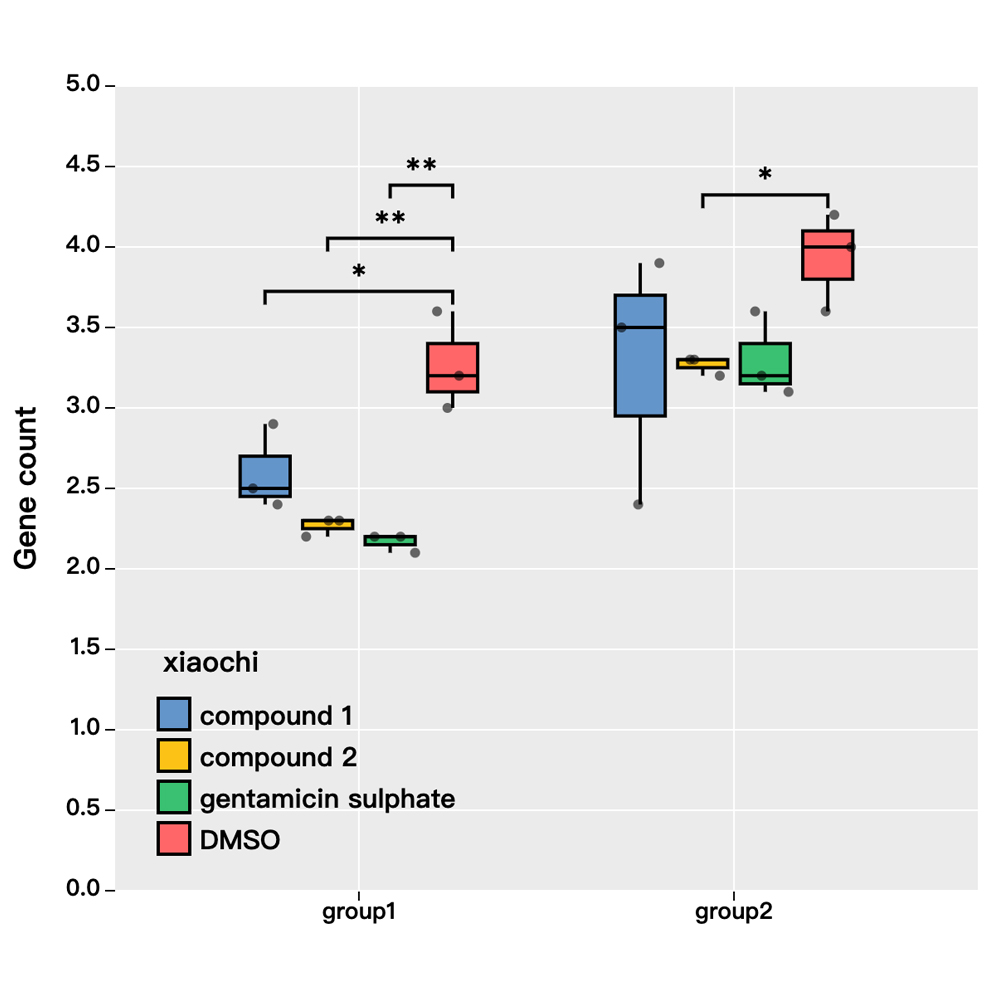 5.0
4.5
4.0
3.5
3.0
2.5
2.0
1.5
1.0
0.5
0.0
Gene count
**
**
*
*
xiaochi
compound 1
compound 2
gentamicin sulphate
DMSO
group1
group2